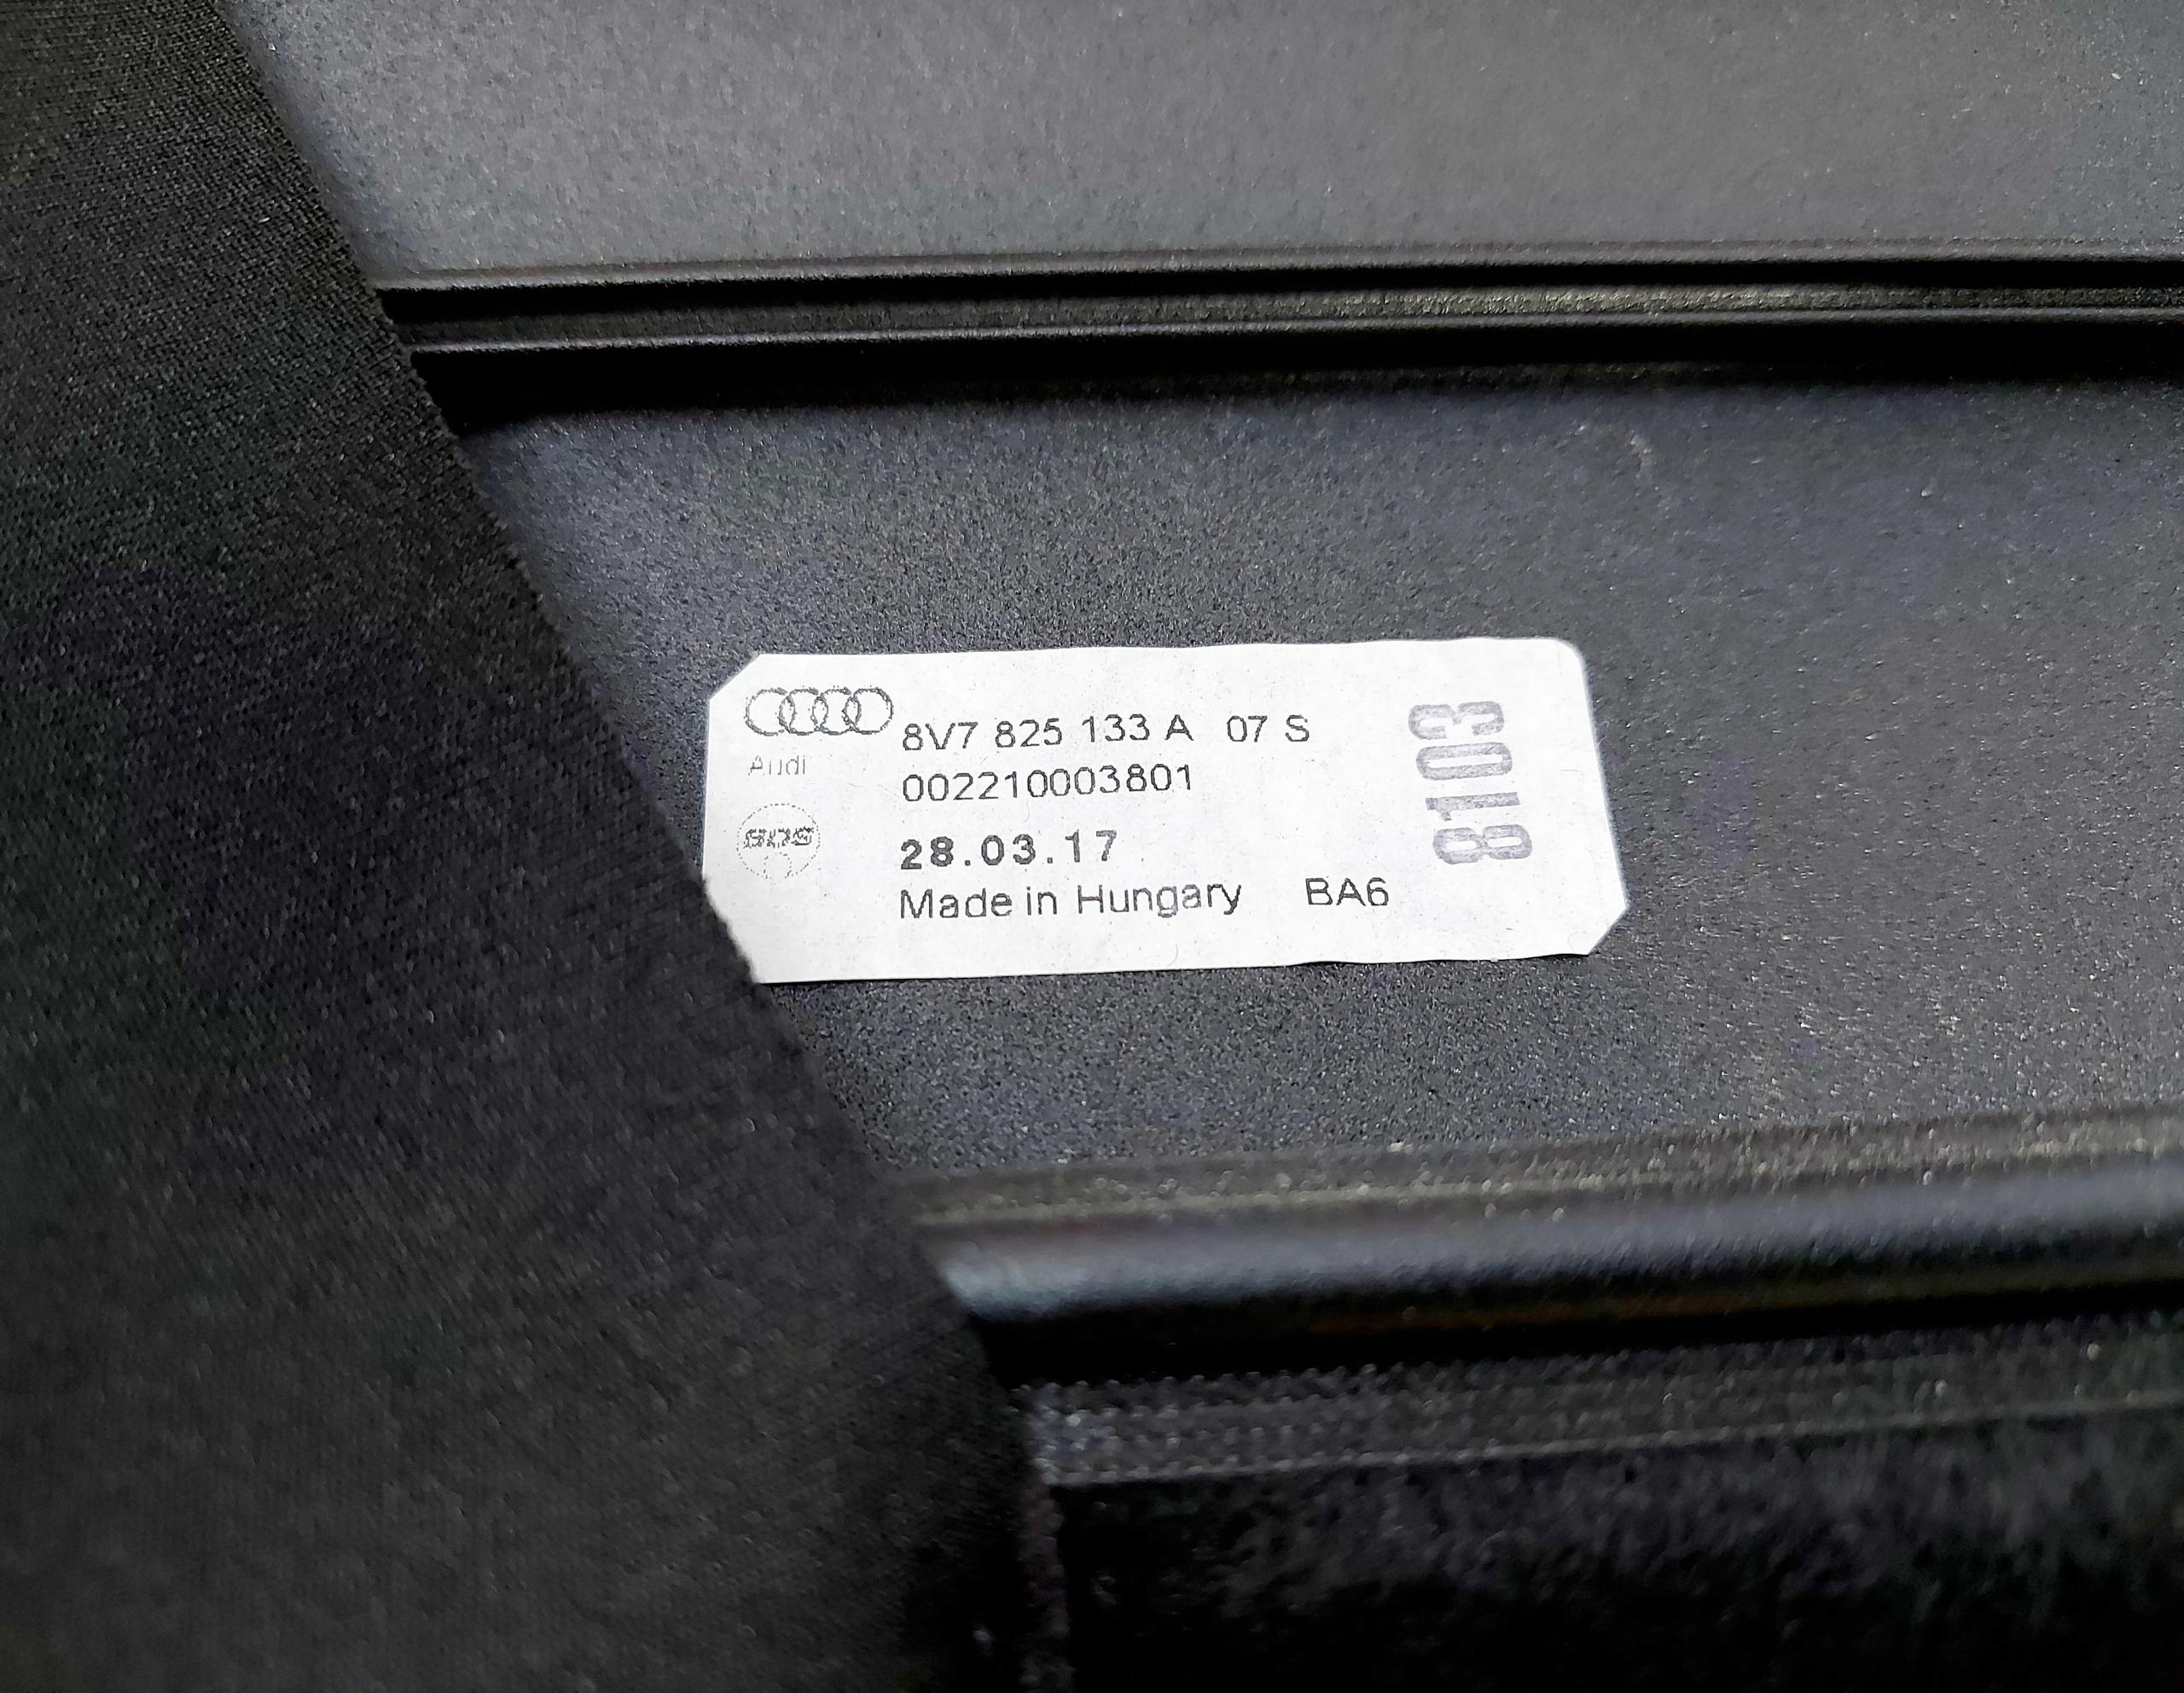 8V7 825 133 A 07 S
Audi
002210003801
28.03.17
Made in Hungary BA6
8103